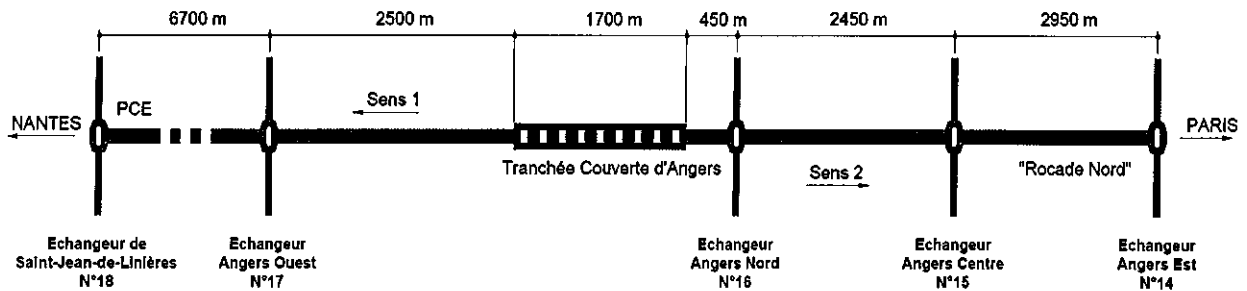 6700 m
2500 m
1700 m
450 m
2450 m
2950 m
PCE
Sens 1
NANTES
PARIS
Tranchée Couverte d'Angers
Sens 2
"Rocade Nord"
Echangeur de
Saint-Jean-de-Linières
N°18
Echangeur
Angers Ouest
N°17
Echangeur
Angers Nord
N°16
Echangeur
Angers Centre
N°15
Echangeur
Angers Est
N°14